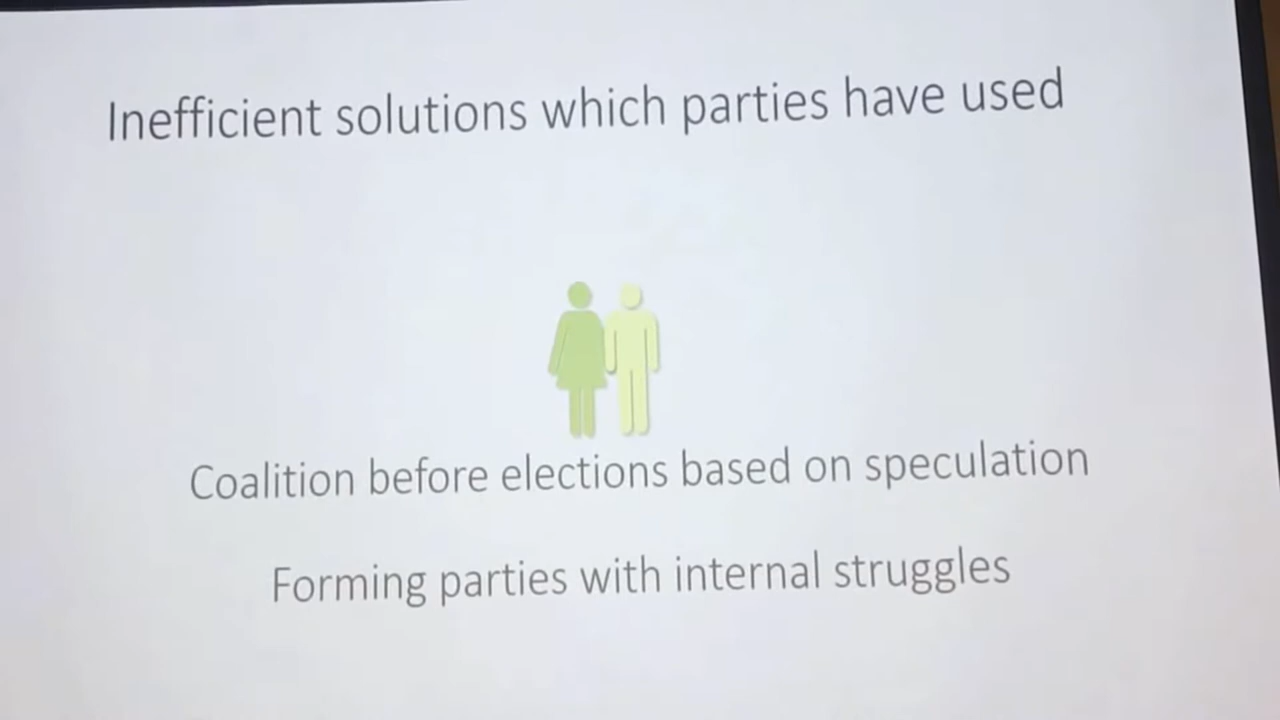 Inefficient solutions which parties have used
Coalition before elections based on speculation
Forming parties with internal struggles